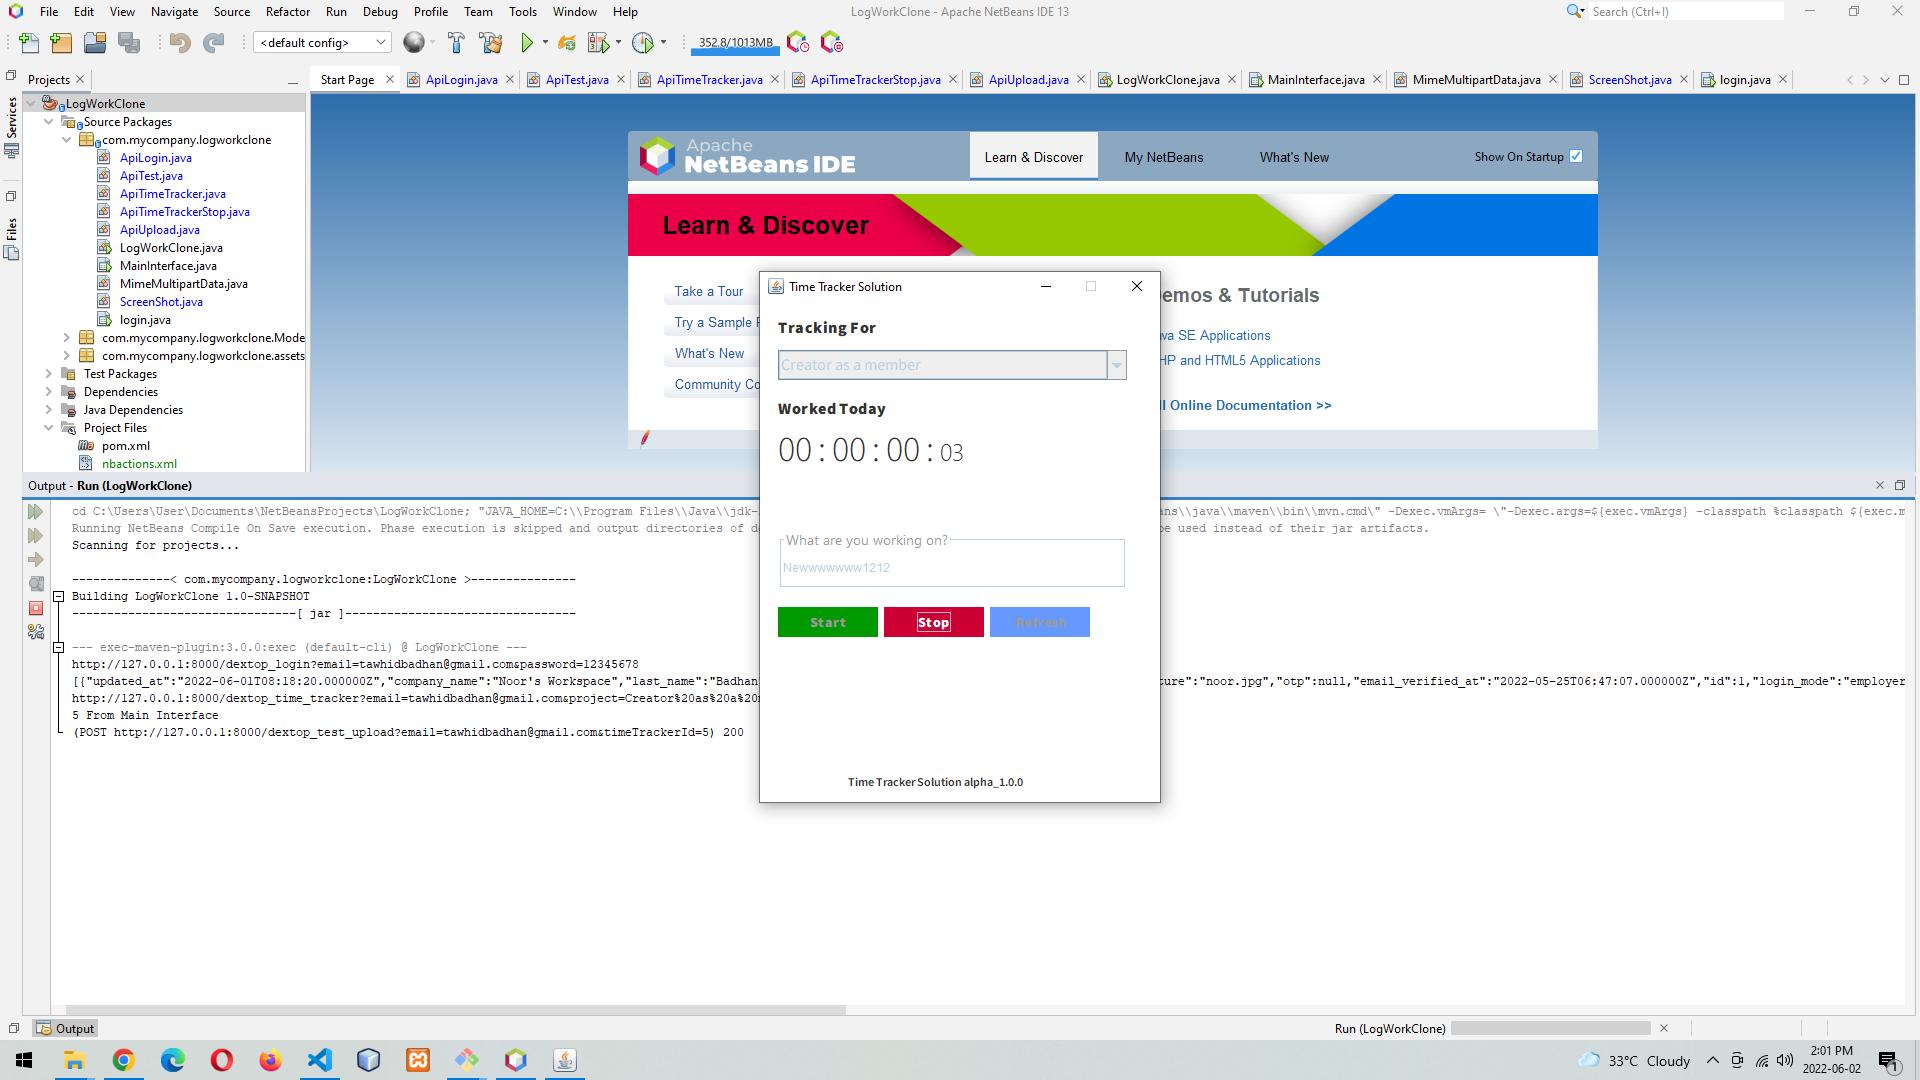 File Edit View Navigate Source Refactor Run Debug Profile Team Tools Window Help
LogWorkClone - Apache NetBeans IDE 13
Search (Ctrl+I)
<default config>
352.8/1013MB
Projects
Start Page
ApiLogin.java
ApiTest.java
ApiTimeTracker.java
ApiTimeTrackerStop.java
ApiUpload.java
LogWorkClone.java
MainInterface.java
MimeMultipartData.java
ScreenShot.java
login.java
Services
Files
LogWorkClone
Source Packages
com.mycompany.logworkclone
ApiLogin.java
ApiTest.java
ApiTimeTracker.java
ApiTimeTrackerStop.java
ApiUpload.java
LogWorkClone.java
MainInterface.java
MimeMultipartData.java
ScreenShot.java
login.java
com.mycompany.logworkclone.Mode
com.mycompany.logworkclone.assets
Test Packages
Dependencies
Java Dependencies
Project Files
pom.xml
nbactions.xml
Apache
NetBeans IDE
Learn & Discover
My NetBeans
What's New
Show On Startup
Learn & Discover
Take a Tour
Try a Sample
What's New
Community Co
emos & Tutorials
va SE Applications
HP and HTML5 Applications
ll Online Documentation >>
Time Tracker Solution
Tracking For
Creator as a member
Worked Today
00 : 00 : 00 : 03
What are you working on?
Newwwwwww1212
Start
Stop
Refresh
Time Tracker Solution alpha_1.0.0
Output - Run (LogWorkClone)
cd C:\Users\User\Documents\NetBeansProjects\LogWorkClone; "JAVA_HOME=C:\\Program Files\\Java\\jdk- ans\\java\\maven\\bin\\mvn.cmd\" -Dexec.vmArgs= \"-Dexec.args=${exec.vmArgs} -classpath %classpath ${exec.m
Running NetBeans Compile On Save execution. Phase execution is skipped and output directories of d be used instead of their jar artifacts.
Scanning for projects...
--------------< com.mycompany.logworkclone:LogWorkClone >---------------
Building LogWorkClone 1.0-SNAPSHOT
--------------------------------[ jar ]---------------------------------
--- exec-maven-plugin:3.0.0:exec (default-cli) @ LogWorkClone ---
http://127.0.0.1:8000/dextop_login?email=tawhidbadhan@gmail.com&password=12345678
[{"updated_at":"2022-06-01T08:18:20.000000Z","company_name":"Noor's Workspace","last_name":"Badhan ture":"noor.jpg","otp":null,"email_verified_at":"2022-05-25T06:47:07.000000Z","id":1,"login_mode":"employer
http://127.0.0.1:8000/dextop_time_tracker?email=tawhidbadhan@gmail.com&project=Creator%20as%20a%20
5 From Main Interface
(POST http://127.0.0.1:8000/dextop_test_upload?email=tawhidbadhan@gmail.com&timeTrackerId=5) 200
Output
Run (LogWorkClone)
33°C Cloudy
2:01 PM
2022-06-02
1